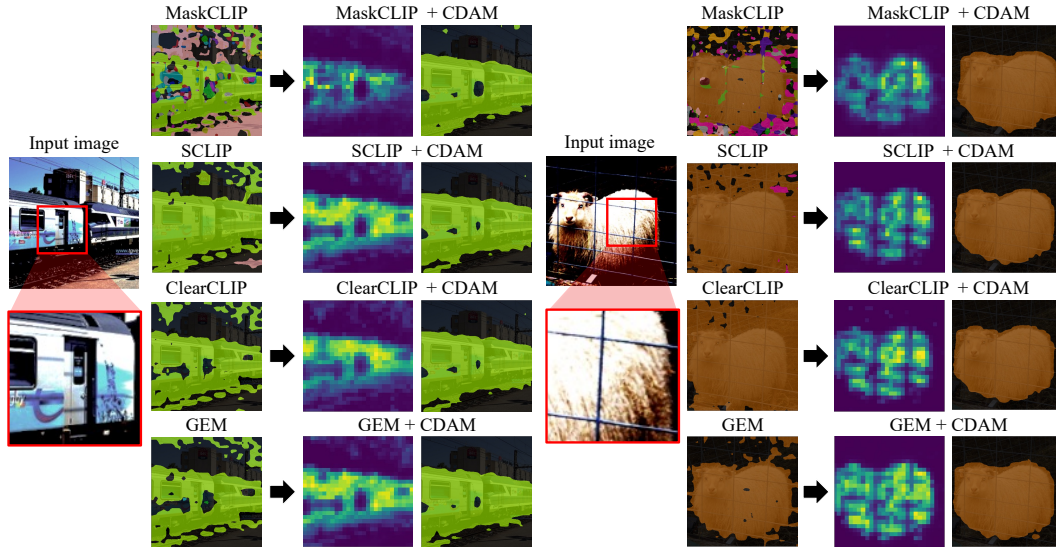 MaskCLIP
MaskCLIP + CDAM
Input image
SCLIP
SCLIP + CDAM
ClearCLIP
ClearCLIP + CDAM
GEM
GEM + CDAM
MaskCLIP
MaskCLIP + CDAM
Input image
SCLIP
SCLIP + CDAM
ClearCLIP
ClearCLIP + CDAM
GEM
GEM + CDAM